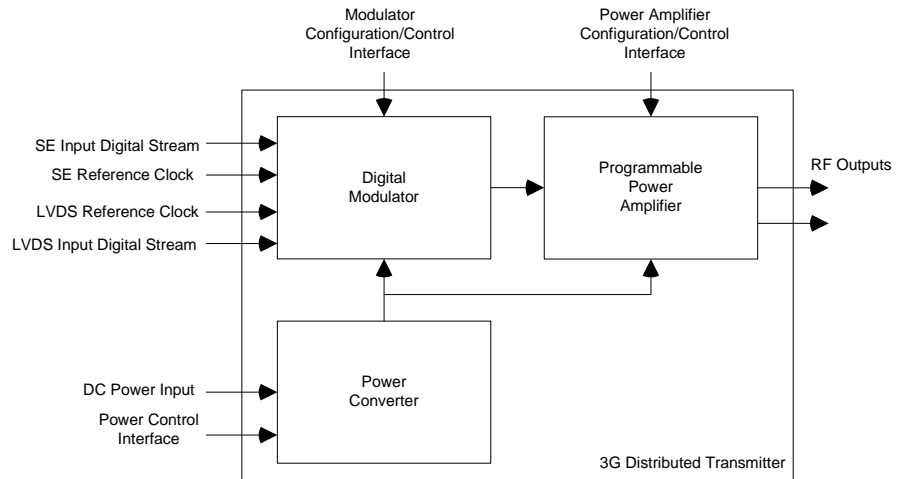 Modulator
Configuration/Control
Interface
Power Amplifier
Configuration/Control
Interface
SE Input Digital Stream
SE Reference Clock
LVDS Reference Clock
LVDS Input Digital Stream
Digital
Modulator
Programmable
Power
Amplifier
RF Outputs
DC Power Input
Power Control
Interface
Power
Converter
3G Distributed Transmitter